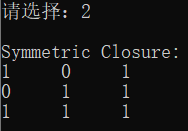 请选择：2
Symmetric Closure:
1 0 1
0 1 1
1 1 1